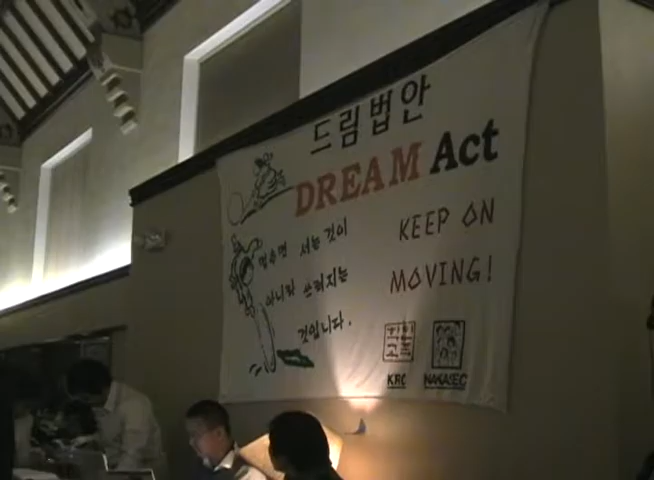 드림법안
DREAM Act
멈추면 서는 것이
아니라 쓰러지는
것입니다.
KEEP ON
MOVING!
KRC
NAKASEC